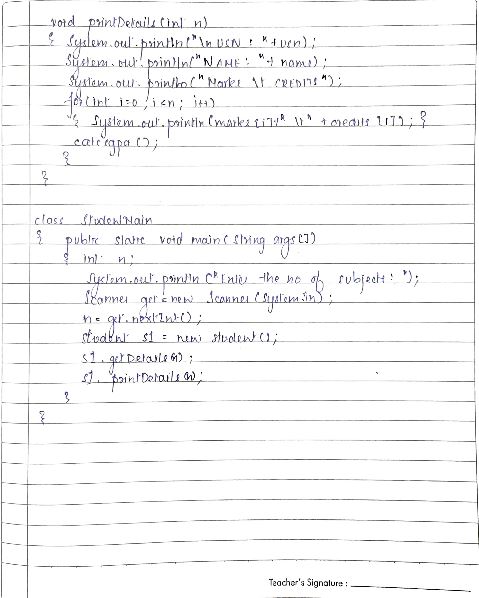 void printDetails(int n)
{ System.out.println("\n USN : " + usn);
System.out.println("NAME : " + name);
System.out.println("Marks \t CREDITS");
for(int i=0; i<n; i++)
{ System.out.println(marks[i]+" \t" + credits[i]); }
calcsgpa();
}
}
class StudentMain
{ public static void main(String args[])
{ int n;
System.out.println("Enter the no of subjects : ");
Scanner get = new Scanner(System.in);
n = get.nextInt();
Student s1 = new student();
s1.getDetails(n);
s1.printDetails(n);
}
}
Teacher's Signature :